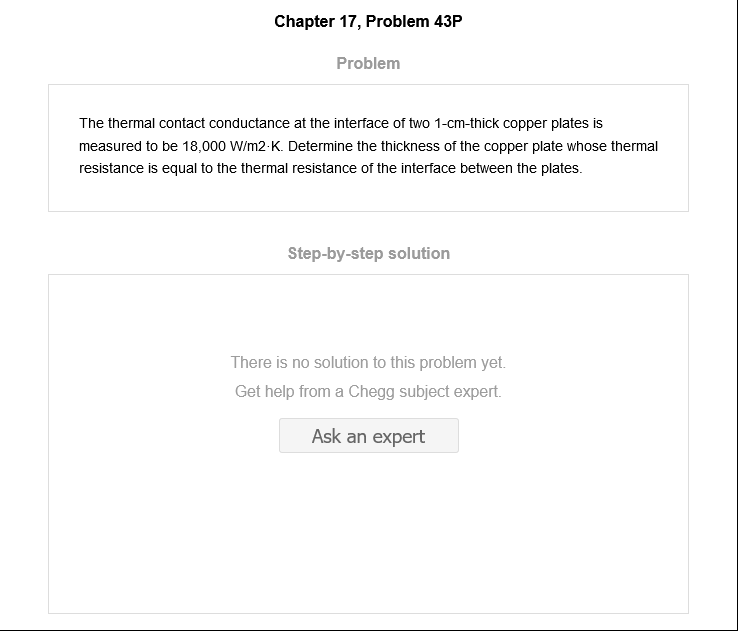 Chapter 17, Problem 43P
Problem
The thermal contact conductance at the interface of two 1-cm-thick copper plates is
measured to be 18,000 W/m2·K. Determine the thickness of the copper plate whose thermal
resistance is equal to the thermal resistance of the interface between the plates.
Step-by-step solution
There is no solution to this problem yet.
Get help from a Chegg subject expert.
Ask an expert